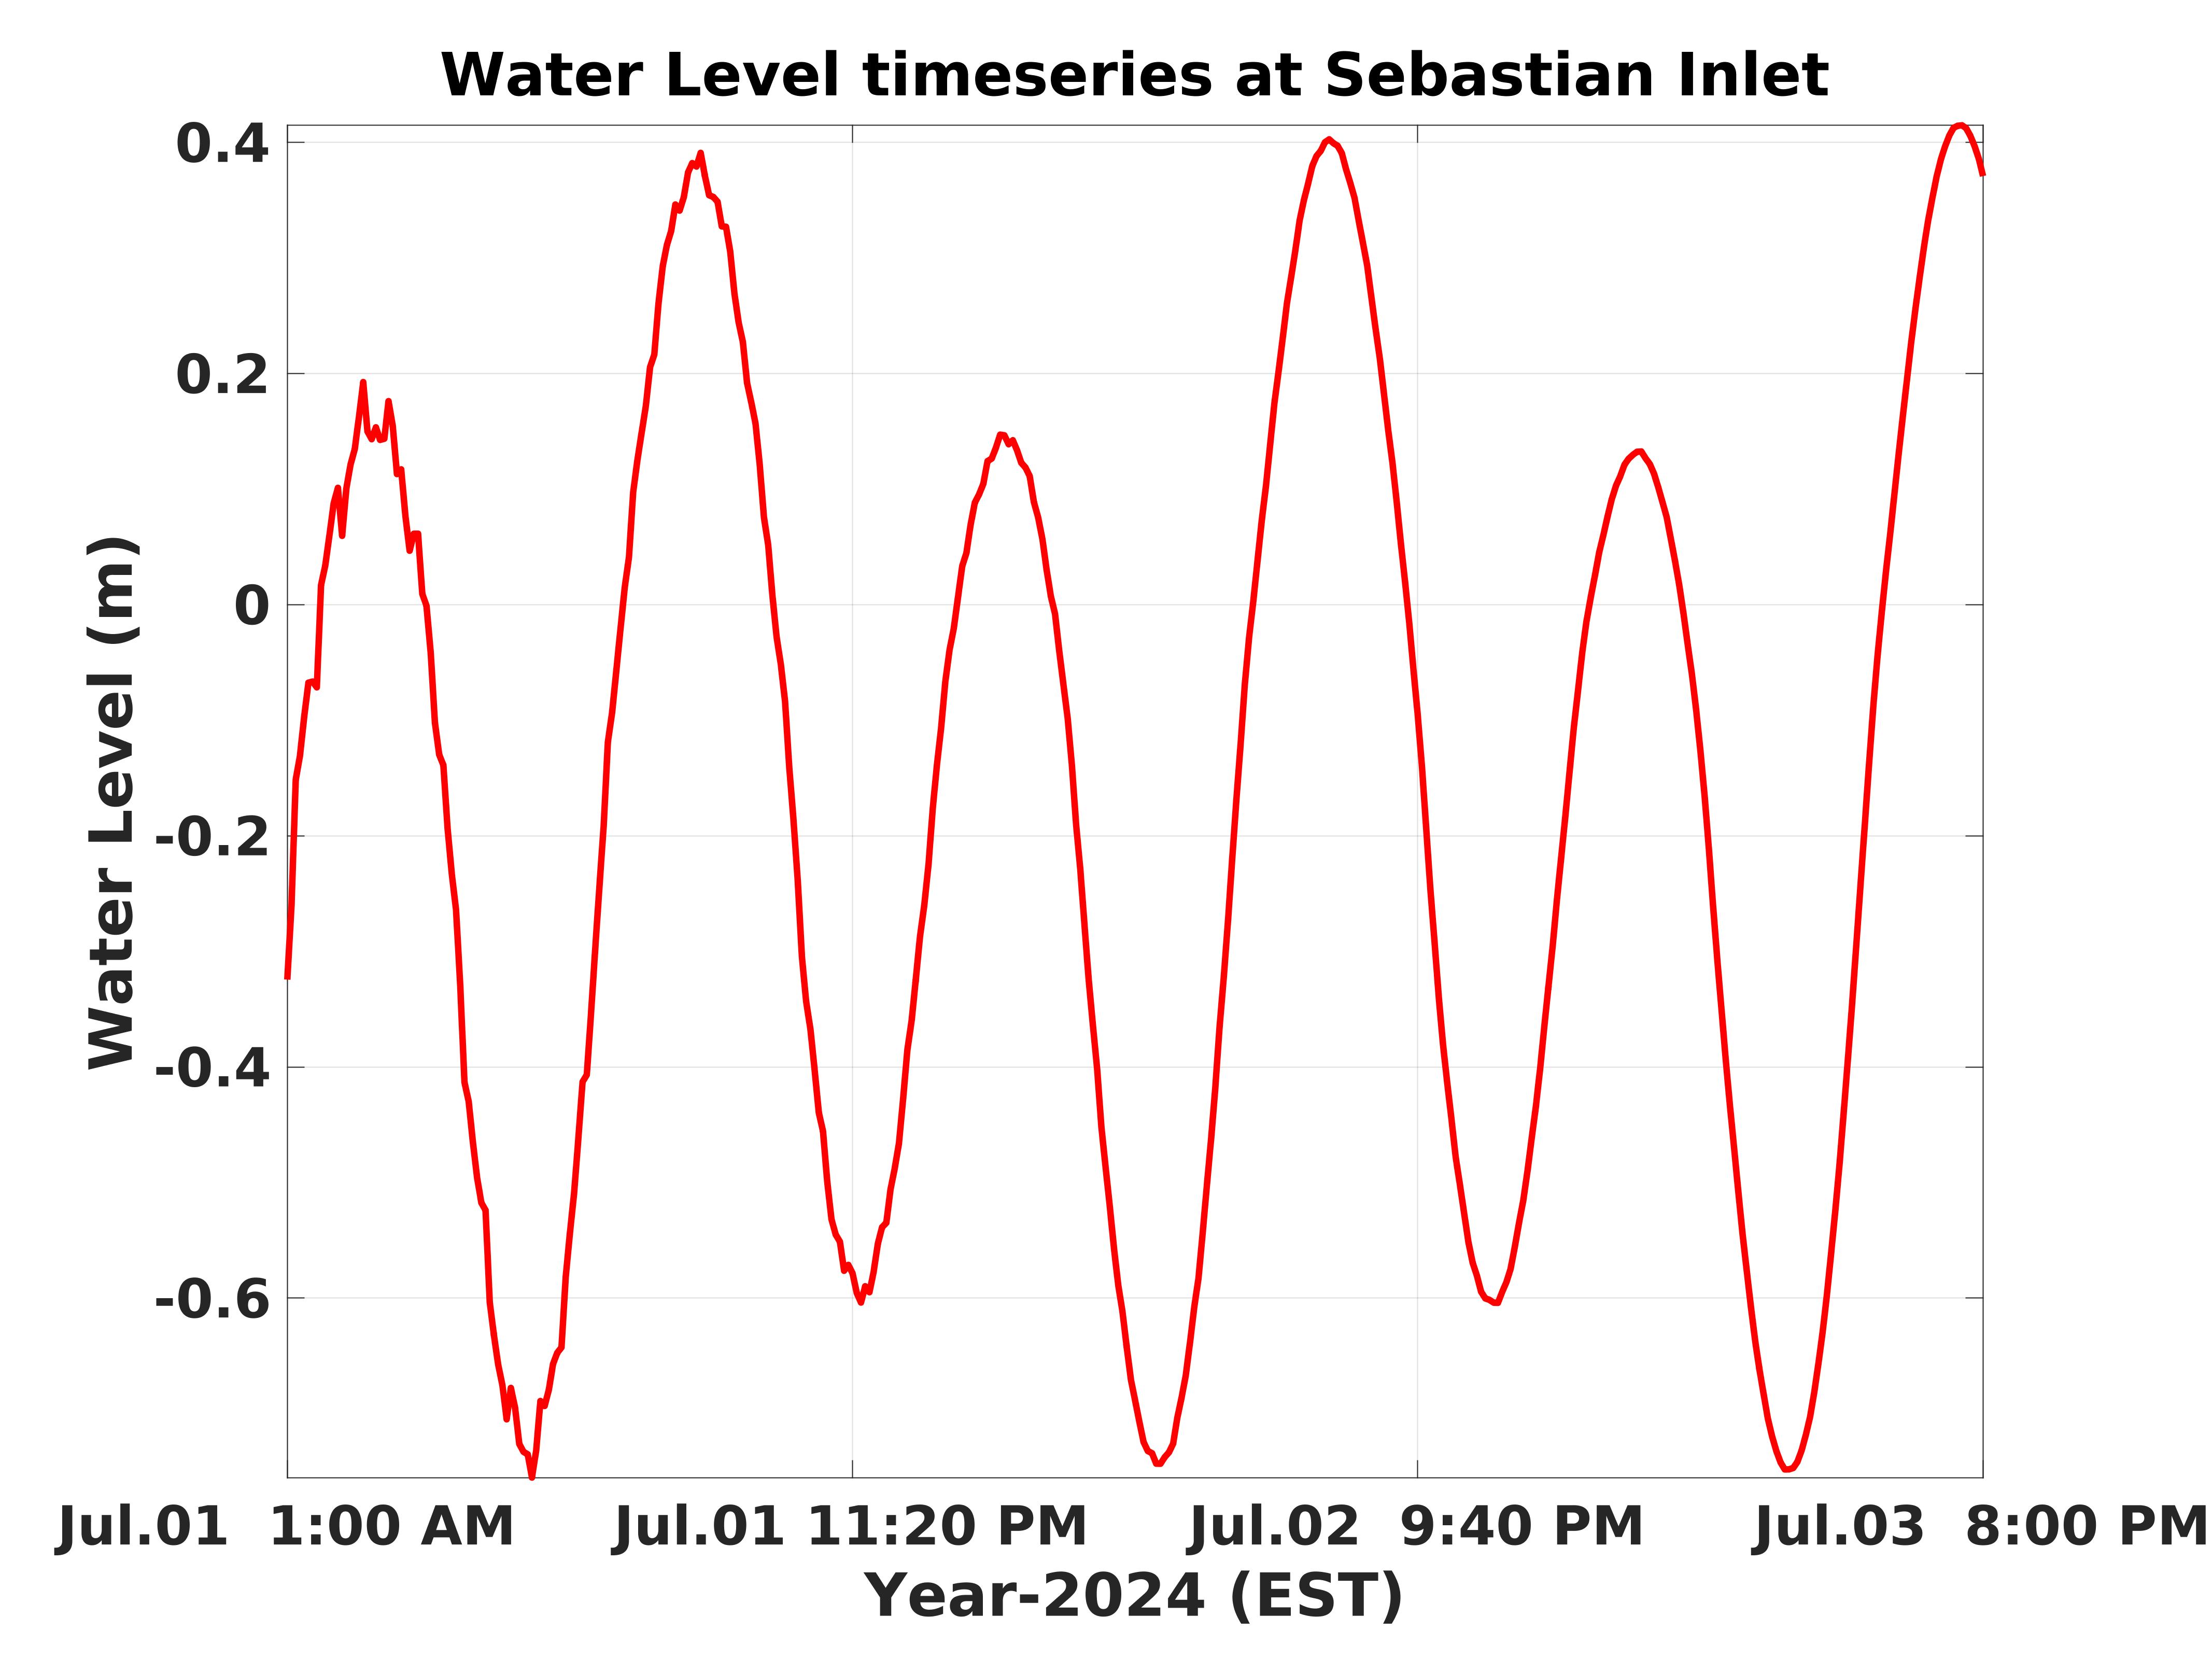 Water Level timeseries at Sebastian Inlet
0.4
0.2
0
-0.2
-0.4
-0.6
Water Level (m)
Jul.01 1:00 AM Jul.01 11:20 PM Jul.02 9:40 PM Jul.03 8:00 PM
Year-2024 (EST)